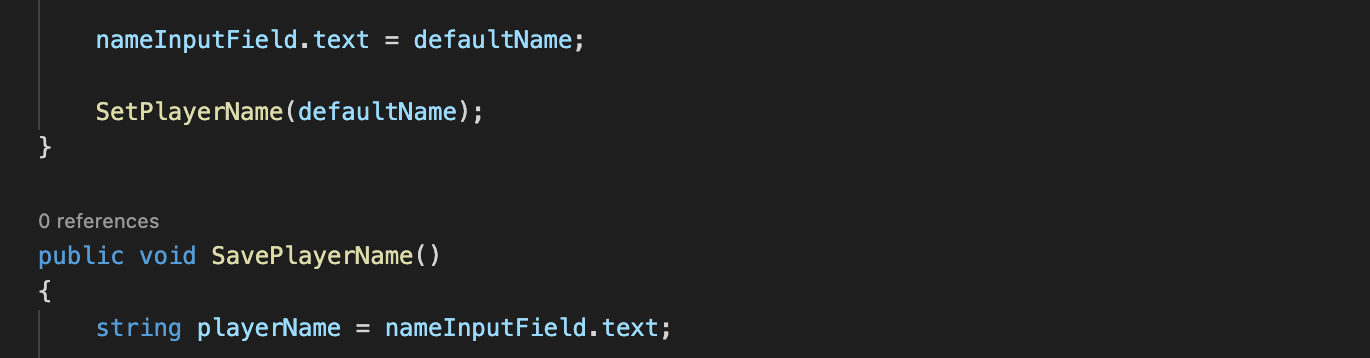 nameInputField.text = defaultName;
SetPlayerName(defaultName);
}
0 references
public void SavePlayerName()
{
string playerName = nameInputField.text;